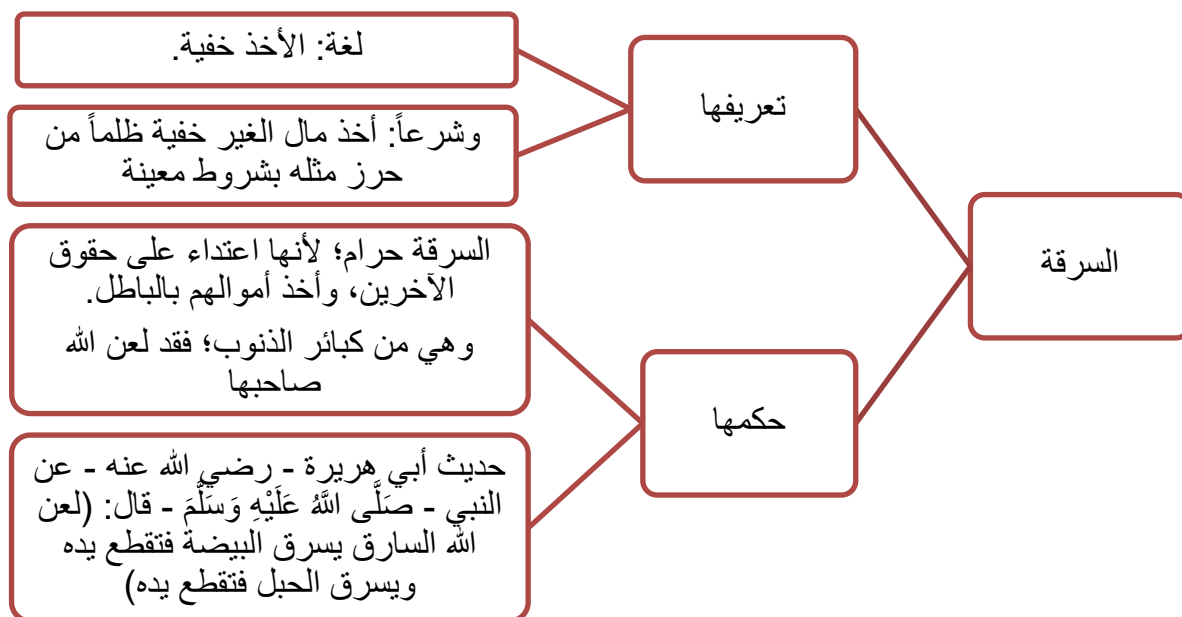 السرقة
تعريفها
لغة: الأخذ خفية.
وشرعاً: أخذ مال الغير خفية ظلماً من
حرز مثله بشروط معينة
حكمها
السرقة حرام؛ لأنها اعتداء على حقوق
الآخرين، وأخذ أموالهم بالباطل.
وهي من كبائر الذنوب؛ فقد لعن الله
صاحبها
حديث أبي هريرة - رضي الله عنه - عن
النبي - صَلَّى اللَّهُ عَلَيْهِ وَسَلَّمَ - قال: (لعن
الله السارق يسرق البيضة فتقطع يده
ويسرق الحبل فتقطع يده)